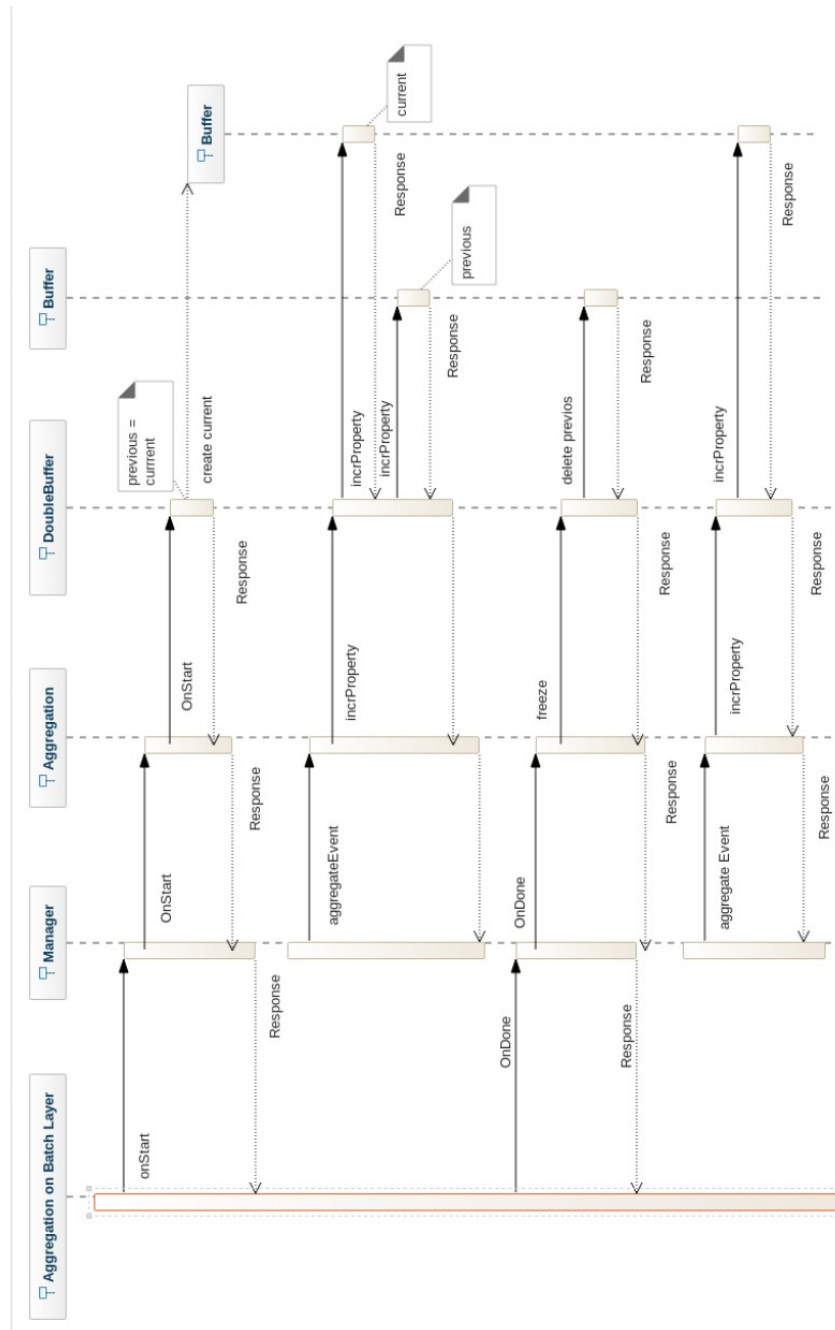 Aggregation on Batch Layer
Manager
Aggregation
DoubleBuffer
Buffer
previous =
currrent
onStart
OnStart
OnStart
create current
Buffer
Response
Response
Response
aggregateEvent
incrProperty
incrProperty
current
incrProperty
Response
Response
previous
OnDone
OnDone
freeze
delete previos
Response
Response
Response
Response
aggregate Event
incrProperty
incrProperty
Response
Response
Response